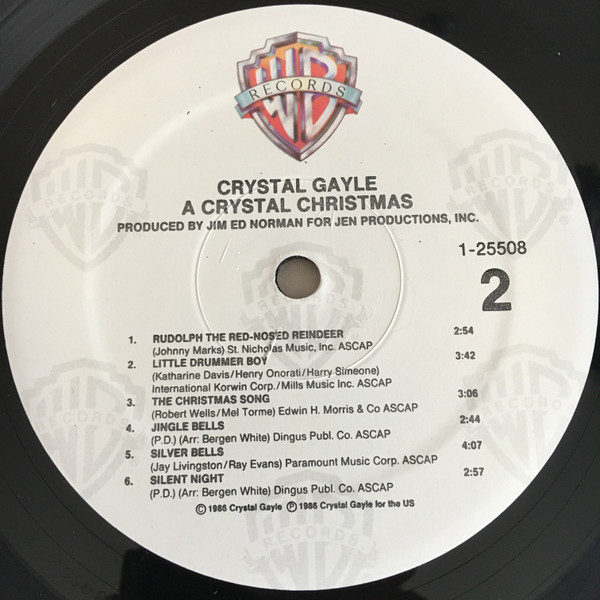 RECORDS
CRYSTAL GAYLE
A CRYSTAL CHRISTMAS
PRODUCED BY JIM ED NORMAN FOR JEN PRODUCTIONS, INC.
1-25508
2
1. RUDOLPH THE RED-NOSED REINDEER 2:54
(Johnny Marks) St. Nicholas Music, Inc. ASCAP
2. LITTLE DRUMMER BOY 3:42
(Katharine Davis/Henry Onorati/Harry Simeone)
International Korwin Corp./Mills Music Inc. ASCAP
3. THE CHRISTMAS SONG 3:06
(Robert Wells/Mel Torme) Edwin H. Morris & Co ASCAP
4. JINGLE BELLS 2:44
(P.D.) (Arr: Bergen White) Dingus Publ. Co. ASCAP
5. SILVER BELLS 4:07
(Jay Livingston/Ray Evans) Paramount Music Corp. ASCAP
6. SILENT NIGHT 2:57
(P.D.) (Arr: Bergen White) Dingus Publ. Co. ASCAP
© 1986 Crystal Gayle ℗ 1986 Crystal Gayle for the US